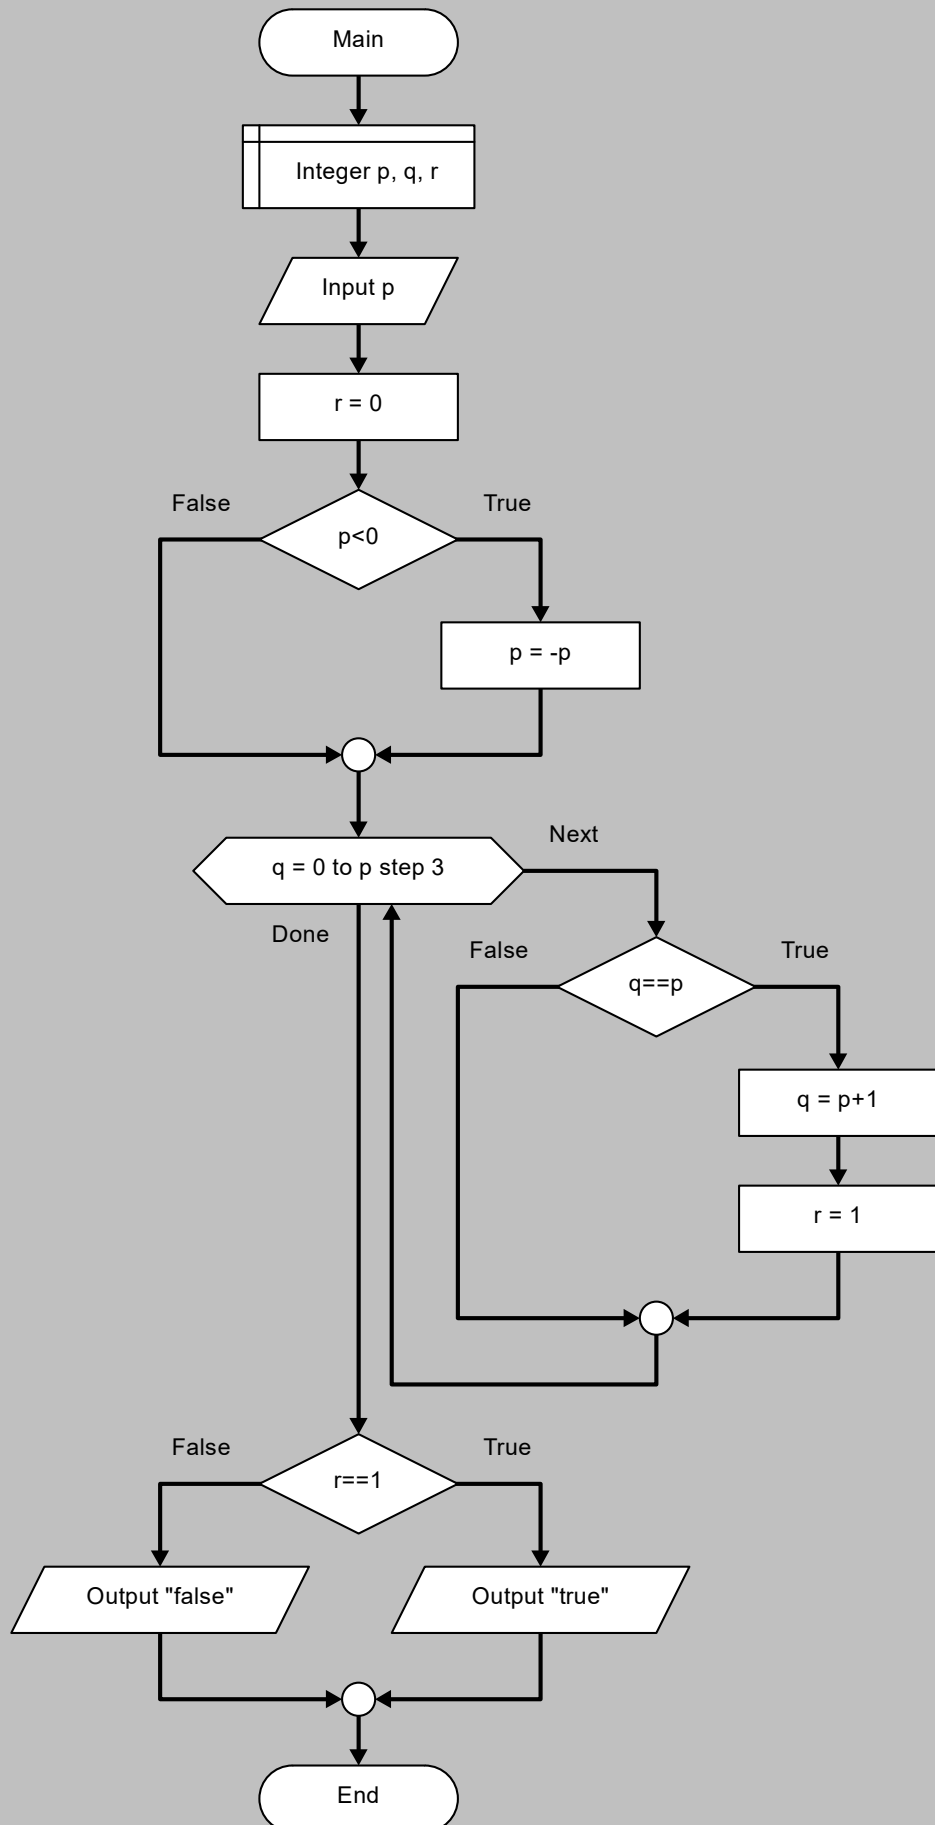 Main
Integer p, q, r
Input p
r = 0
False
True
p<0
p = -p
Next
q = 0 to p step 3
Done
False
True
q==p
q = p+1
r = 1
False
True
r==1
Output "false"
Output "true"
End